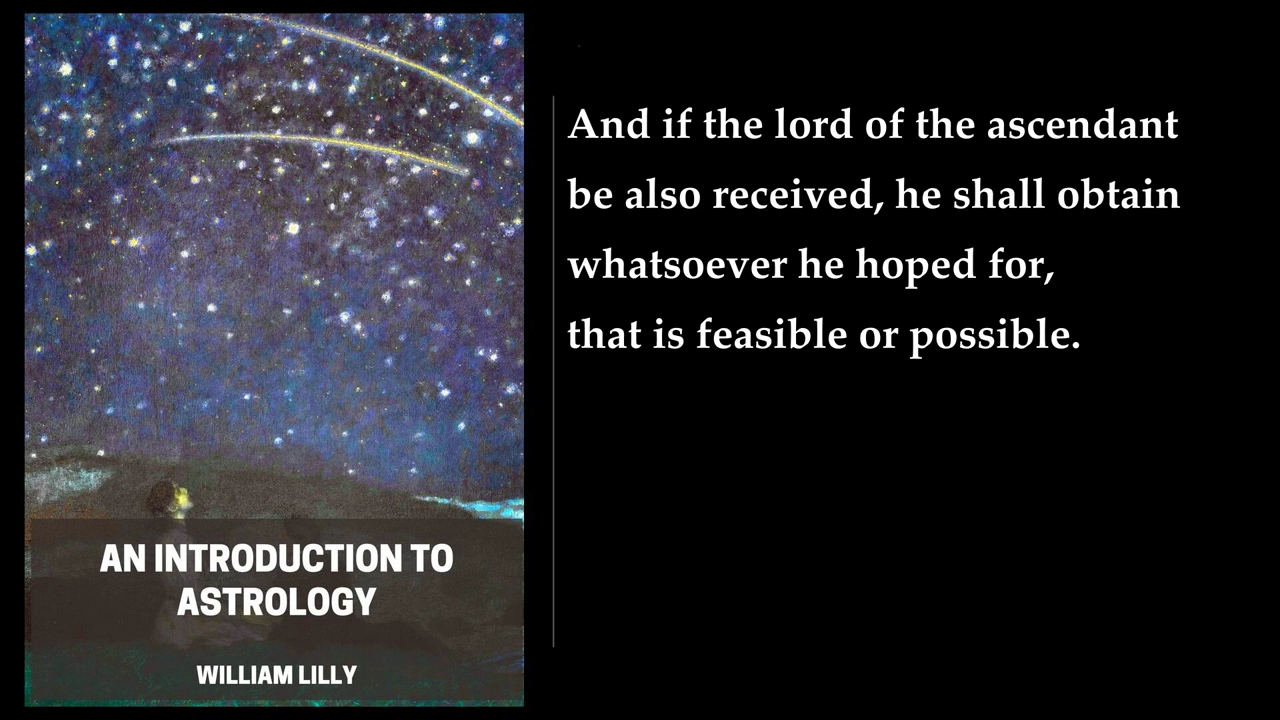 AN INTRODUCTION TO
ASTROLOGY
WILLIAM LILLY
And if the lord of the ascendant
be also received, he shall obtain
whatsoever he hoped for,
that is feasible or possible.